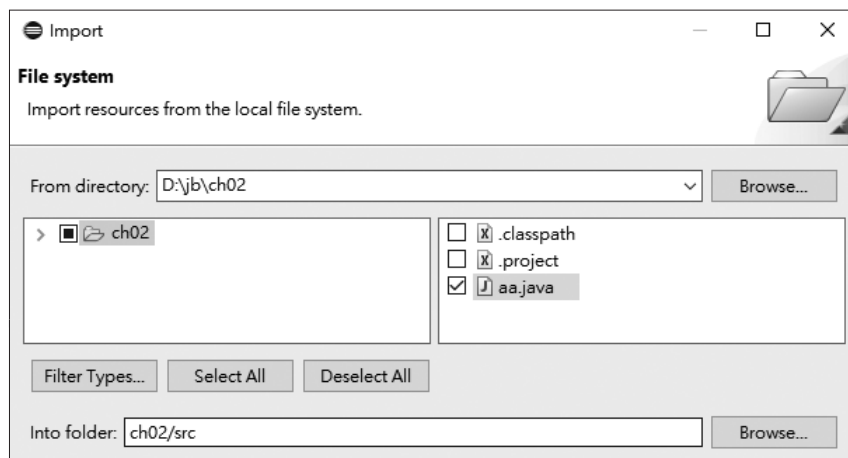 Import
File system
Import resources from the local file system.
From directory: D:\jb\ch02 Browse...
ch02
.classpath
.project
aa.java
Filter Types... Select All Deselect All
Into folder: ch02/src Browse...